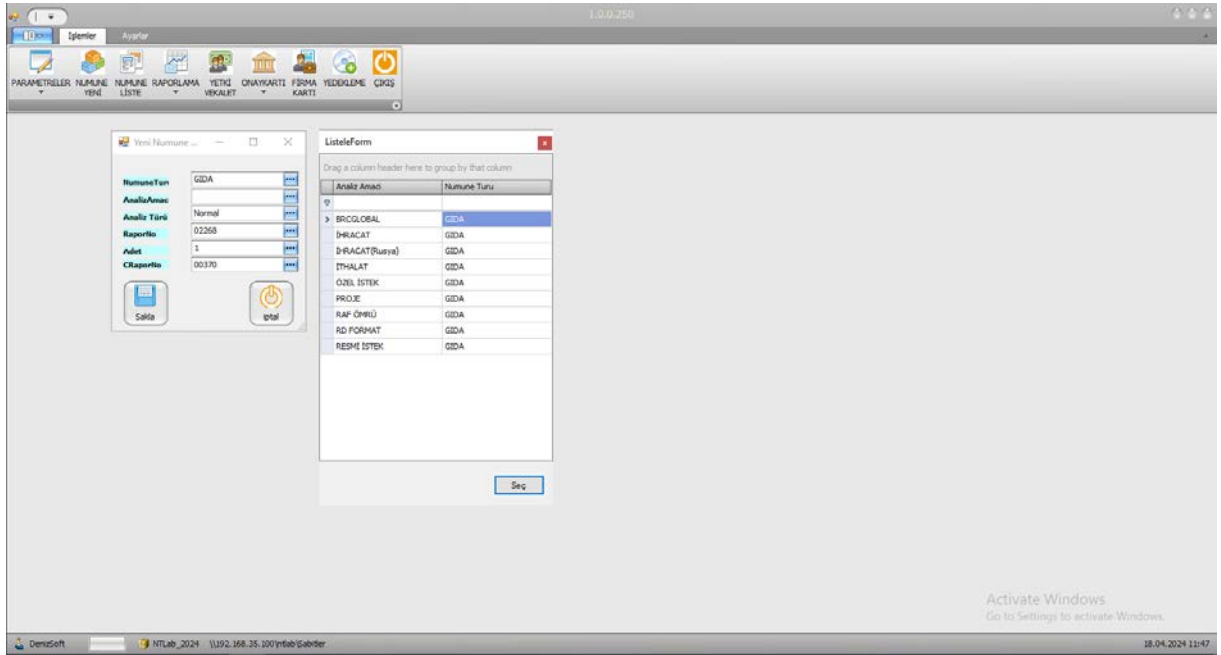 1.0.0.250
İşlemler Ayarlar
PARAMETRELER NUMUNE YENİ NUMUNE LİSTE RAPORLAMA YETKİ VEKALET ONAYKARTI FİRMA KARTI YEDEKLEME ÇIKIŞ
Yeni Numune ...
NumuneTuru GIDA
AnalizAmac
Analiz Türü Normal
RaporNo 02268
Adet 1
CRaporNo 00370
Sakla iptal
ListeleForm
Drag a column header here to group by that column
Analiz Amaci Numune Turu
BRCGLOBAL GIDA
İHRACAT GIDA
İHRACAT(Rusya) GIDA
İTHALAT GIDA
ÖZEL İSTEK GIDA
PROJE GIDA
RAF ÖMRÜ GIDA
RD FORMAT GIDA
RESMİ İSTEK GIDA
Seç
Activate Windows
Go to Settings to activate Windows.
DenizSoft NTLab_2024 \\192.168.35.100\ntlab\Sabitler 18.04.2024 11:47